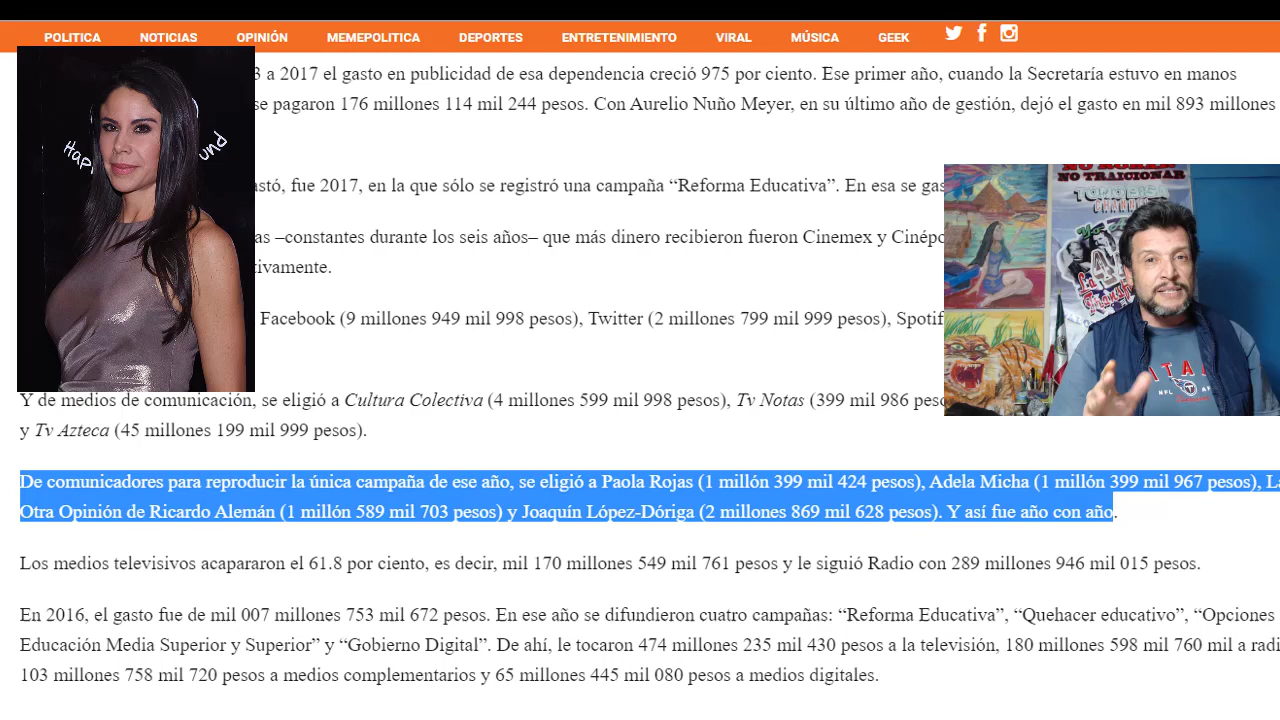 POLITICA NOTICIAS OPINIÓN MEMEPOLITICA DEPORTES ENTRETENIMIENTO VIRAL MÚSICA GEEK
3 a 2017 el gasto en publicidad de esa dependencia creció 975 por ciento. Ese primer año, cuando la Secretaría estuvo en manos
se pagaron 176 millones 114 mil 244 pesos. Con Aurelio Nuño Meyer, en su último año de gestión, dejó el gasto en mil 893 millones
fue 2017, en la que sólo se registró una campaña “Reforma Educativa”. En esa se
–constantes durante los seis años– que más dinero recibieron fueron Cinemex y
Facebook (9 millones 949 mil 998 pesos), Twitter (2 millones 799 mil 999 pesos),
Y de medios de comunicación, se eligió a Cultura Colectiva (4 millones 599 mil 998 pesos), Tv Notas (399 mil 986
y Tv Azteca (45 millones 199 mil 999 pesos).
De comunicadores para reproducir la única campaña de ese año, se eligió a Paola Rojas (1 millón 399 mil 424 pesos), Adela Micha (1 millón 399 mil 967 pesos), La
Otra Opinión de Ricardo Alemán (1 millón 589 mil 703 pesos) y Joaquín López-Dóriga (2 millones 869 mil 628 pesos). Y así fue año con año.
Los medios televisivos acapararon el 61.8 por ciento, es decir, mil 170 millones 549 mil 761 pesos y le siguió Radio con 289 millones 946 mil 015 pesos.
En 2016, el gasto fue de mil 007 millones 753 mil 672 pesos. En ese año se difundieron cuatro campañas: “Reforma Educativa”, “Quehacer educativo”, “Opciones
Educación Media Superior y Superior” y “Gobierno Digital”. De ahí, le tocaron 474 millones 235 mil 430 pesos a la televisión, 180 millones 598 mil 760 mil a
103 millones 758 mil 720 pesos a medios complementarios y 65 millones 445 mil 080 pesos a medios digitales.
NO ROBAR
NO TRAICIONAR
CHANNEL
NFL